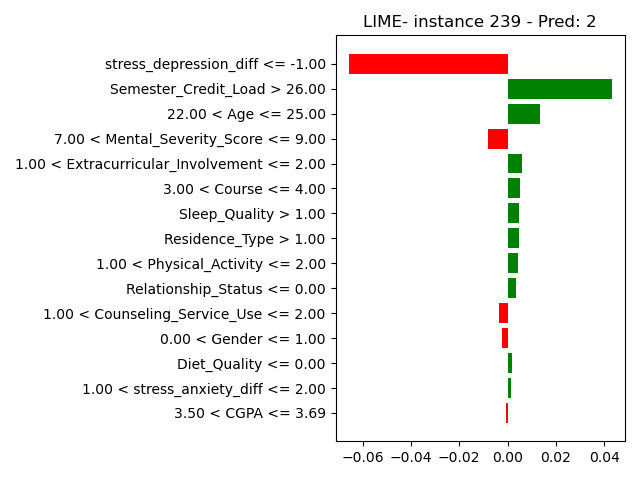 LIME- instance 239 - Pred: 2
stress_depression_diff <= -1.00
Semester_Credit_Load > 26.00
22.00 < Age <= 25.00
7.00 < Mental_Severity_Score <= 9.00
1.00 < Extracurricular_Involvement <= 2.00
3.00 < Course <= 4.00
Sleep_Quality > 1.00
Residence_Type > 1.00
1.00 < Physical_Activity <= 2.00
Relationship_Status <= 0.00
1.00 < Counseling_Service_Use <= 2.00
0.00 < Gender <= 1.00
Diet_Quality <= 0.00
1.00 < stress_anxiety_diff <= 2.00
3.50 < CGPA <= 3.69
−0.06 −0.04 −0.02 0.00 0.02 0.04